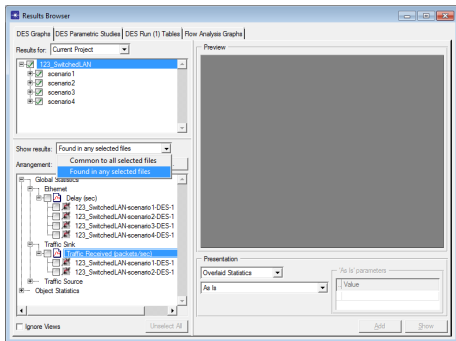 Results Browser
DES Graphs DES Parametric Studies DES Run (1) Tables Row Analysis Graphs
Results for: Current Project
Preview
123_SwitchedLAN
scenario1
scenario2
scenario3
scenario4
Show results: Found in any selected files
Common to all selected files
Found in any selected files
Arrangement:
Global Statistics
Ethernet
Delay (sec)
123_SwitchedLAN-scenario1-DES-1
123_SwitchedLAN-scenario2-DES-1
123_SwitchedLAN-scenario3-DES-1
123_SwitchedLAN-scenario4-DES-1
Traffic Sink
Traffic Received (packets/sec)
123_SwitchedLAN-scenario1-DES-1
123_SwitchedLAN-scenario2-DES-1
Traffic Source
Object Statistics
Presentation
Overlaid Statistics
As Is
'As Is' parameters
Value
Ignore Views
Unselect All
Add
Show